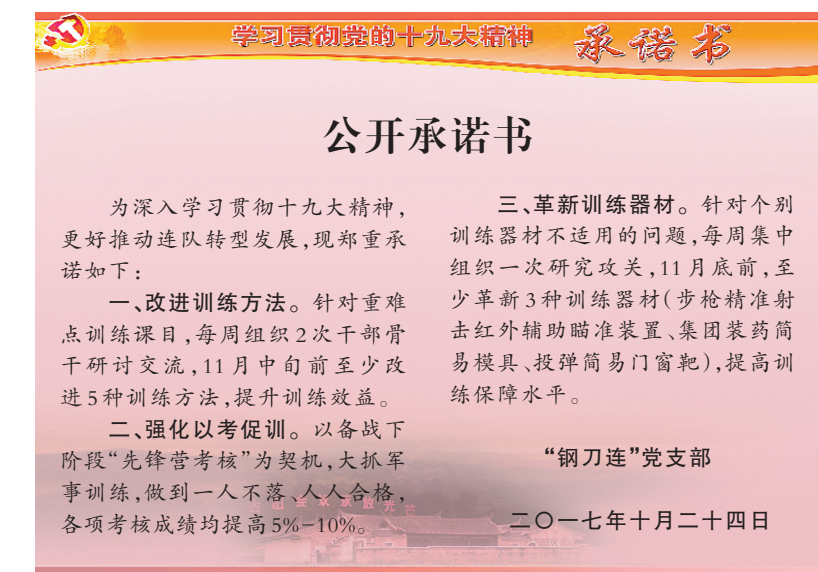 学习贯彻党的十九大精神 承诺书
公开承诺书
为深入学习贯彻十九大精神，
更好推动连队转型发展，现郑重承
诺如下：
一、改进训练方法。针对重难
点训练课目，每周组织2次干部骨
干研讨交流，11月中旬前至少改
进5种训练方法，提升训练效益。
二、强化以考促训。以备战下
阶段“先锋营考核”为契机，大抓军
事训练，做到一人不落、人人合格，
各项考核成绩均提高5%-10%。
三、革新训练器材。针对个别
训练器材不适用的问题，每周集中
组织一次研究攻关，11月底前，至
少革新3种训练器材（步枪精准射
击红外辅助瞄准装置、集团装药简
易模具、投弹简易门窗靶），提高训
练保障水平。
“钢刀连”党支部
二〇一七年十月二十四日